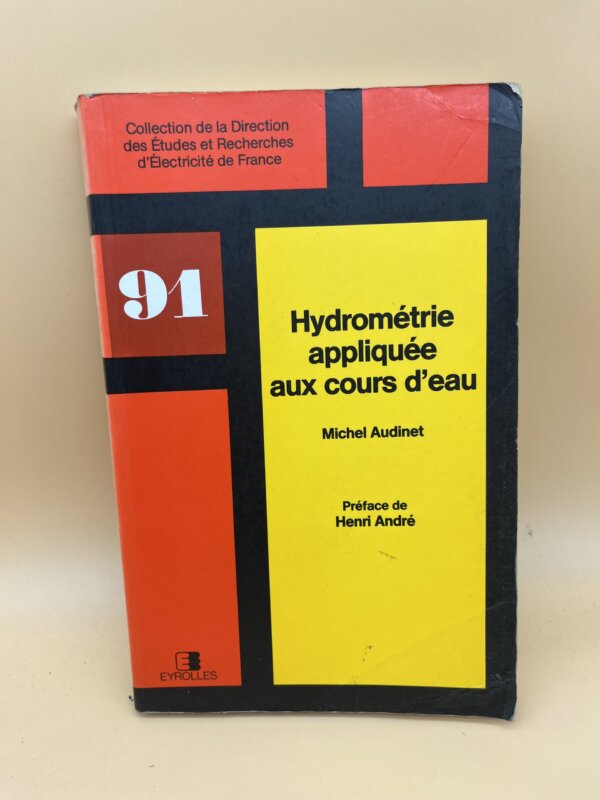 Collection de la Direction
des Études et Recherches
d'Électricité de France
91
Hydrométrie
appliquée
aux cours d'eau
Michel Audinet
Préface de
Henri André
EYROLLES